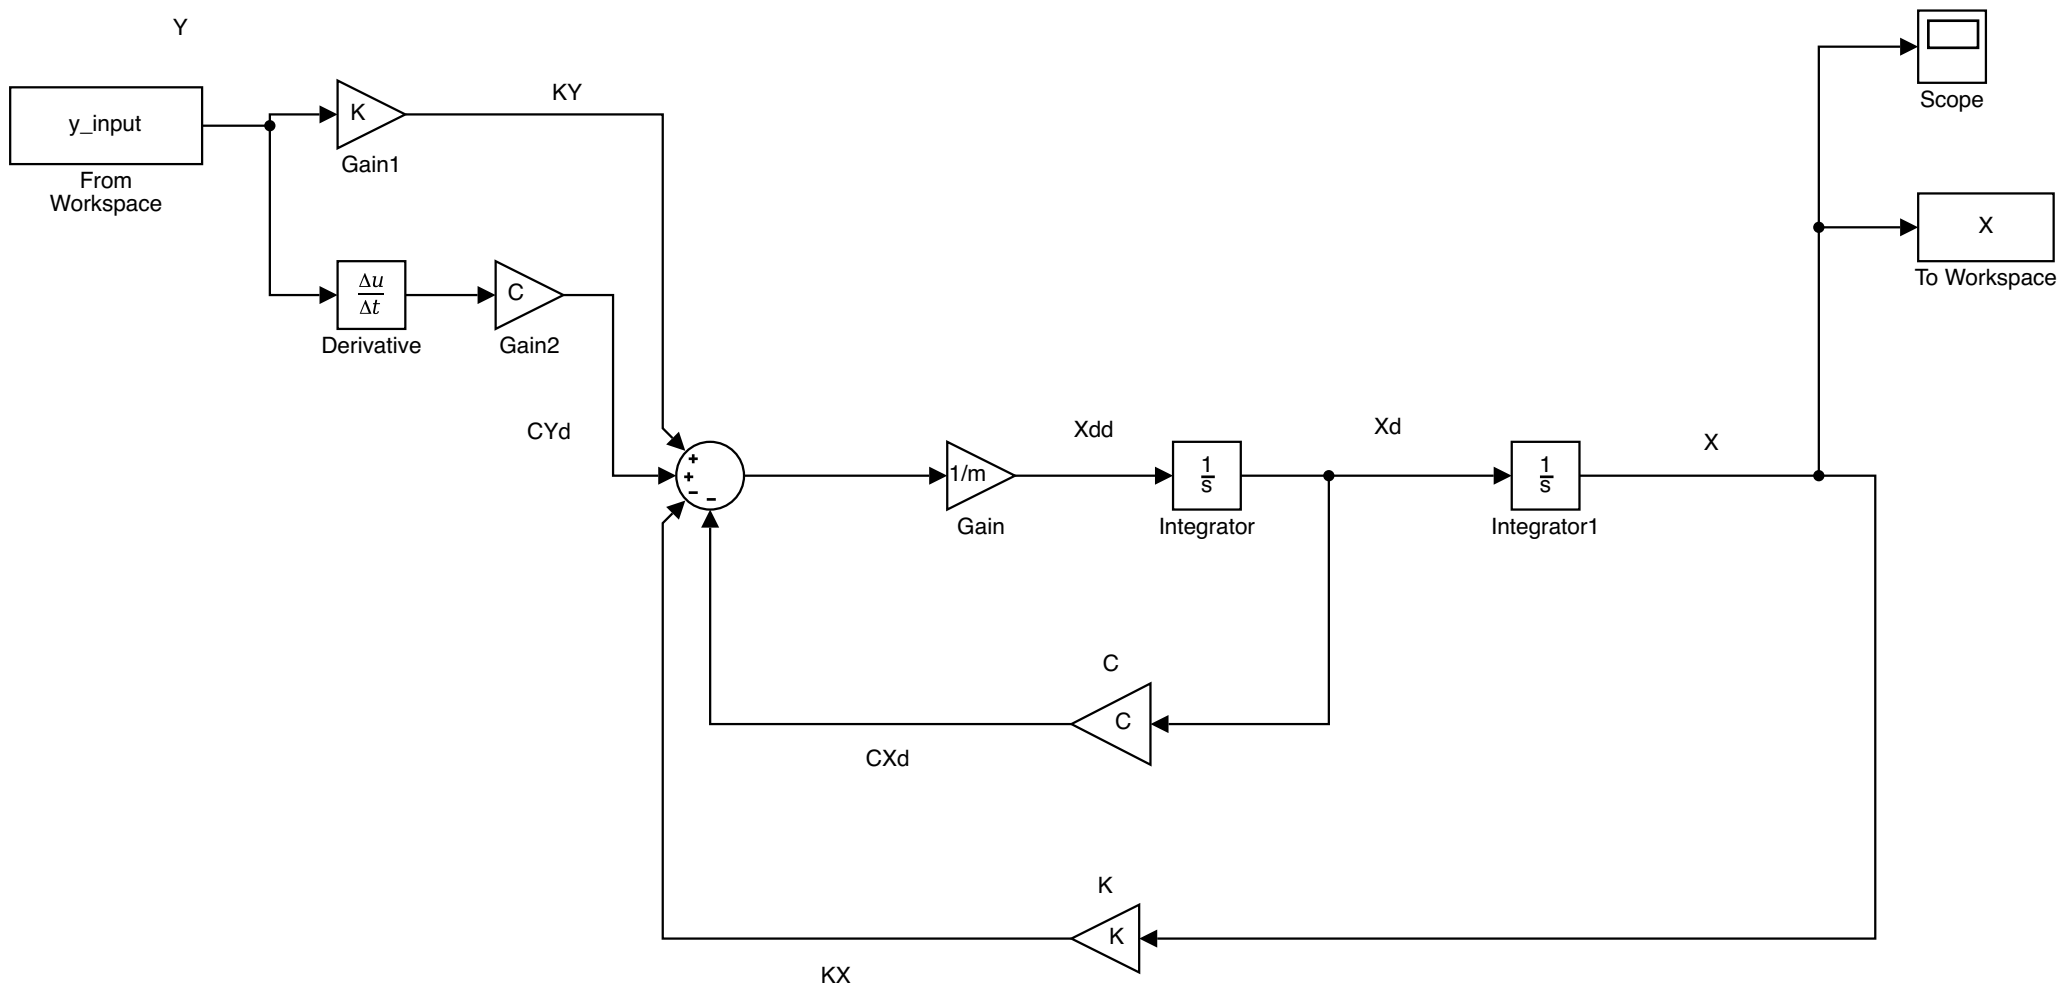 Y
y_input
From
Workspace
K
Gain1
KY
Δu
Δt
Derivative
C
Gain2
CYd
+
+
−
−
1/m
Gain
Xdd
1
s
Integrator
Xd
1
s
Integrator1
X
Scope
X
To Workspace
C
C
CXd
K
K
KX